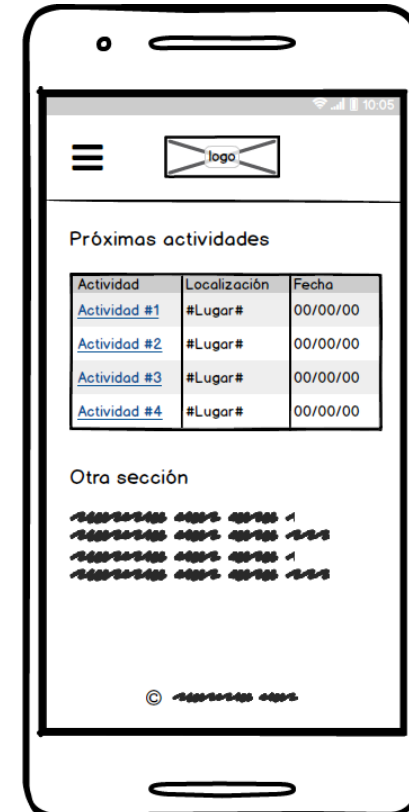 10:05
logo
Próximas actividades
Actividad Localización Fecha
Actividad #1 #Lugar# 00/00/00
Actividad #2 #Lugar# 00/00/00
Actividad #3 #Lugar# 00/00/00
Actividad #4 #Lugar# 00/00/00
Otra sección
©